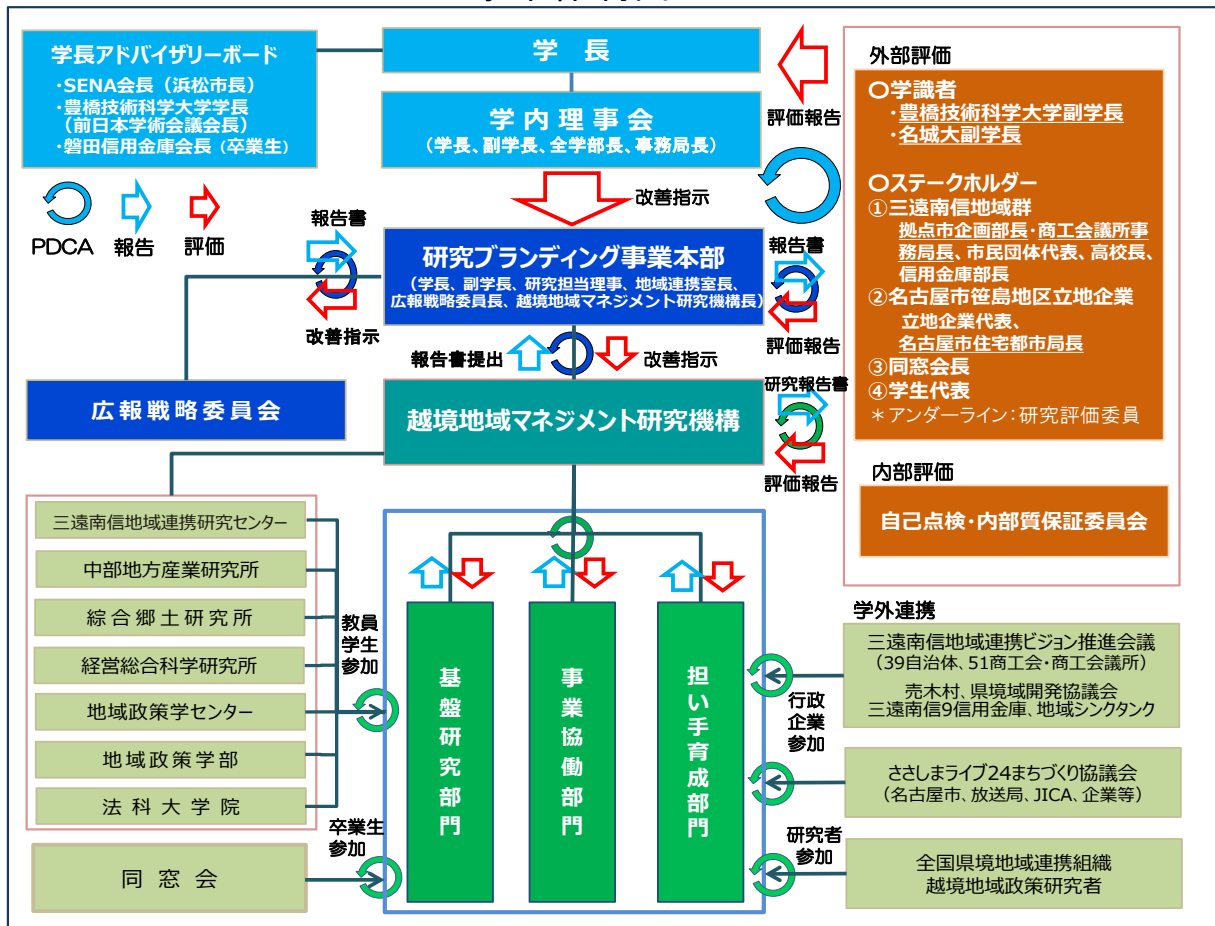 学長アドバイザリーボード
・SENA会長（浜松市長）
・豊橋技術科学大学学長
（前日本学術会議会長）
・磐田信用金庫会長（卒業生）
学 長
学内理事会
（学長、副学長、全学部長、事務局長）
評価報告
改善指示
PDCA
報告
評価
報告書
改善指示
研究ブランディング事業本部
（学長、副学長、研究担当理事、地域連携室長、
広報戦略委員長、越境地域マネジメント研究機構長）
報告書
評価報告
報告書提出
改善指示
広報戦略委員会
越境地域マネジメント研究機構
研究報告書
評価報告
外部評価
〇学識者
・豊橋技術科学大学副学長
・名城大副学長
〇ステークホルダー
①三遠南信地域群
拠点市企画部長・商工会議所事
務局長、市民団体代表、高校長、
信用金庫部長
②名古屋市笹島地区立地企業
立地企業代表、
名古屋市住宅都市局長
③同窓会長
④学生代表
＊アンダーライン：研究評価委員
内部評価
自己点検・内部質保証委員会
三遠南信地域連携研究センター
中部地方産業研究所
綜合郷土研究所
経営総合科学研究所
地域政策学センター
地域政策学部
法科大学院
同窓会
教員
学生
参加
卒業生
参加
基盤研究部門
事業協働部門
担い手育成部門
行政
企業
参加
研究者
参加
学外連携
三遠南信地域連携ビジョン推進会議
（39自治体、51商工会・商工会議所）
売木村、県境域開発協議会
三遠南信9信用金庫、地域シンクタンク
ささしまライブ24まちづくり協議会
（名古屋市、放送局、JICA、企業等）
全国県境地域連携組織
越境地域政策研究者